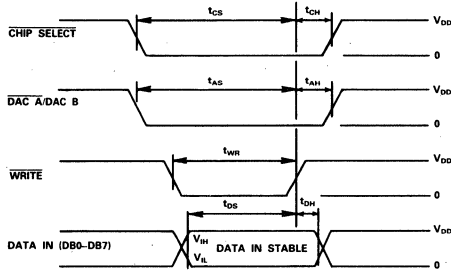 tCS tCH VDD
CHIP SELECT 0
tAS tAH VDD
DAC A/DAC B 0
tWR VDD
WRITE 0
tDS tDH
VDD
VIH
DATA IN (DB0–DB7) DATA IN STABLE
VIL 0